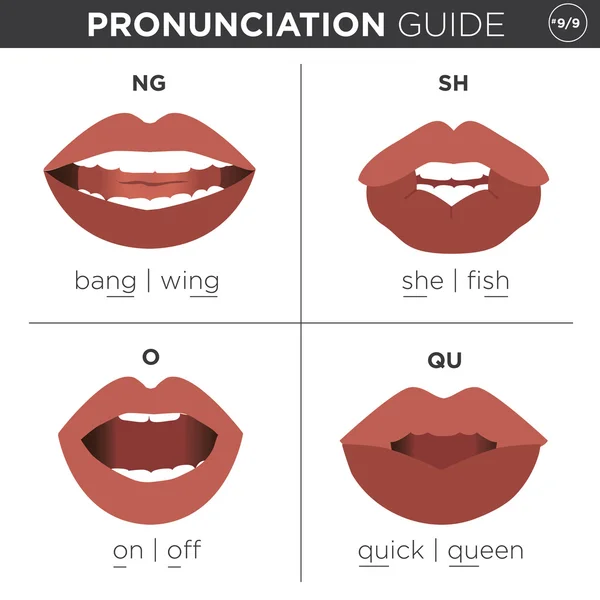 PRONUNCIATION GUIDE
#9/9
NG
SH
bang | wing
she | fish
O
QU
on | off
quick | queen